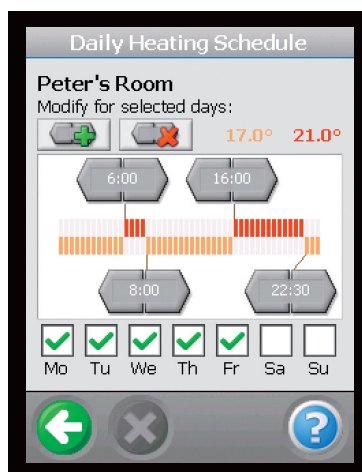 Daily Heating Schedule
Peter's Room
Modify for selected days:
17.0° 21.0°
6:00 16:00
8:00 22:30
Mo Tu We Th Fr Sa Su
?